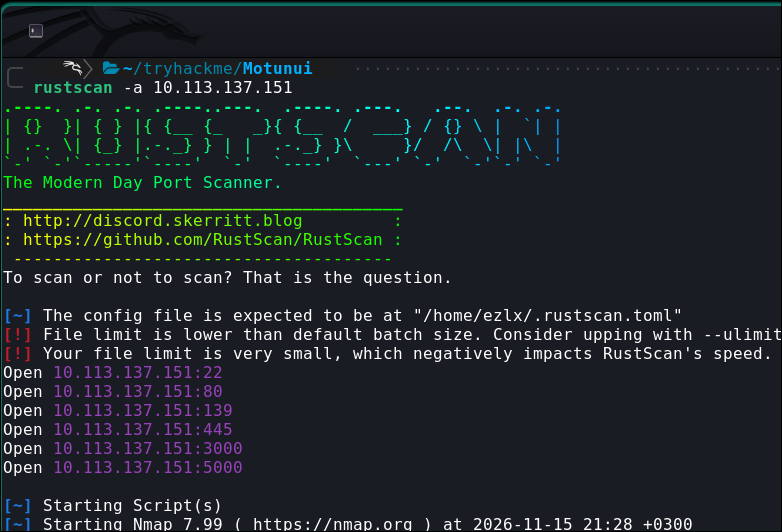 ~/tryhackme/Motunui
rustscan -a 10.113.137.151
.----. .-. .-. .----..---.  .----. .---.   .--.  .-. .-.
| {}  }| { } |{ {__ {_   _}{ {__  /  ___} / {} \ |  `| |
| .-. \| {_} |.-._} } | |  .-._} }\     }/  /\  \| |\  |
`-' `-'`-----'`----'  `-'  `----'  `---' `-'  `-'`-' `-'
The Modern Day Port Scanner.
________________________________________
: http://discord.skerritt.blog         :
: https://github.com/RustScan/RustScan :
 --------------------------------------
To scan or not to scan? That is the question.
[~] The config file is expected to be at "/home/ezlx/.rustscan.toml"
[!] File limit is lower than default batch size. Consider upping with --ulimit
[!] Your file limit is very small, which negatively impacts RustScan's speed.
Open 10.113.137.151:22
Open 10.113.137.151:80
Open 10.113.137.151:139
Open 10.113.137.151:445
Open 10.113.137.151:3000
Open 10.113.137.151:5000
[~] Starting Script(s)
[~] Starting Nmap 7.99 ( https://nmap.org ) at 2026-11-15 21:28 +0300